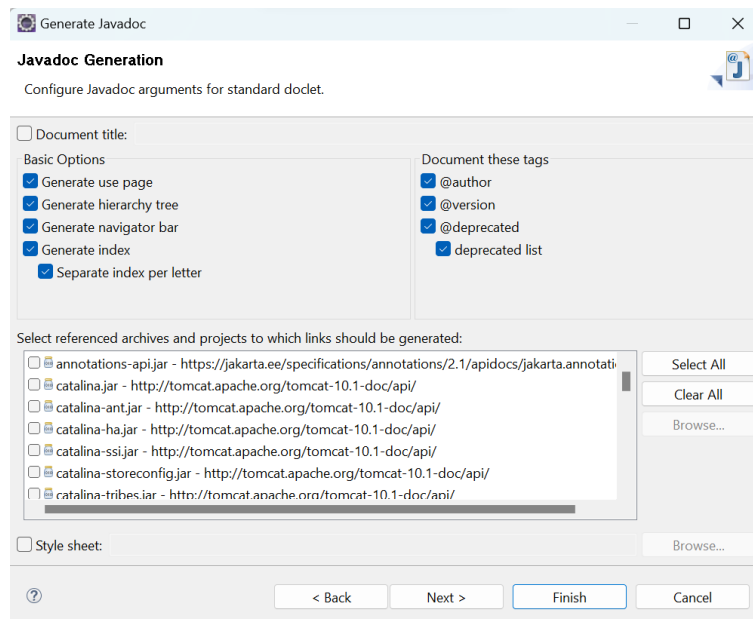 Generate Javadoc
Javadoc Generation
Configure Javadoc arguments for standard doclet.
Document title:
Basic Options
Generate use page
Generate hierarchy tree
Generate navigator bar
Generate index
Separate index per letter
Document these tags
@author
@version
@deprecated
deprecated list
Select referenced archives and projects to which links should be generated:
annotations-api.jar - https://jakarta.ee/specifications/annotations/2.1/apidocs/jakarta.annotati
catalina.jar - http://tomcat.apache.org/tomcat-10.1-doc/api/
catalina-ant.jar - http://tomcat.apache.org/tomcat-10.1-doc/api/
catalina-ha.jar - http://tomcat.apache.org/tomcat-10.1-doc/api/
catalina-ssi.jar - http://tomcat.apache.org/tomcat-10.1-doc/api/
catalina-storeconfig.jar - http://tomcat.apache.org/tomcat-10.1-doc/api/
catalina-tribes.jar - http://tomcat.apache.org/tomcat-10.1-doc/api/
Select All
Clear All
Browse...
Style sheet:
Browse...
< Back
Next >
Finish
Cancel